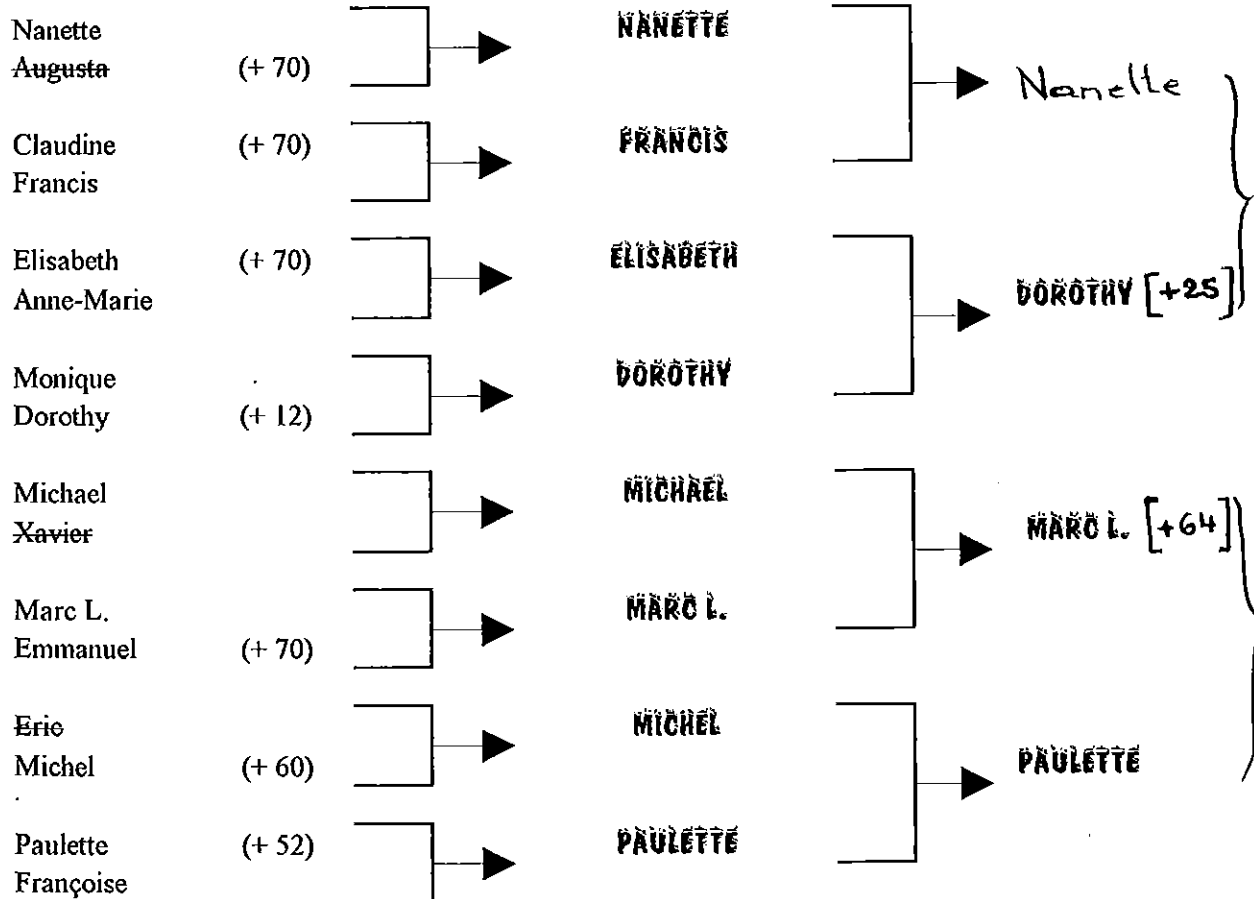 Nanette NANETTE
Augusta (+ 70) Nanette
Claudine (+ 70) FRANCIS
Francis
Elisabeth (+ 70) ELISABETH
Anne-Marie DOROTHY [+25]
Monique DOROTHY
Dorothy (+ 12)
Michael MICHAEL
Xavier MARC L. [+64]
Marc L. MARC L.
Emmanuel (+ 70)
Eric MICHEL
Michel (+ 60) PAULETTE
Paulette (+ 52) PAULETTE
Françoise